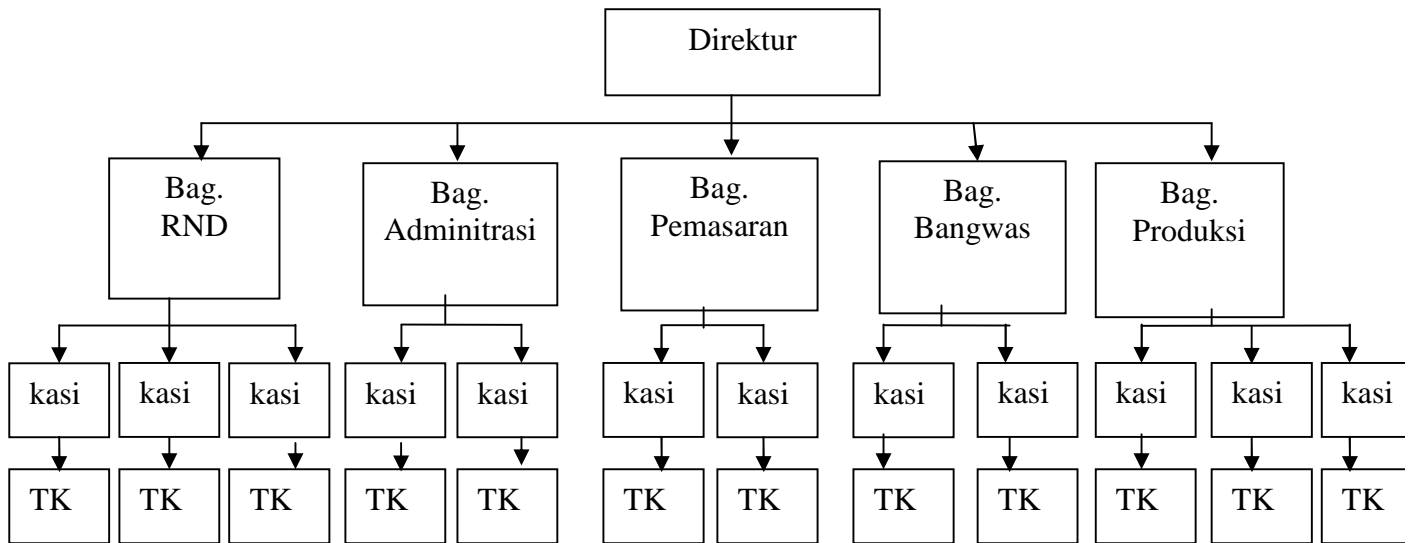 Direktur
Bag.
RND
Bag.
Adminitrasi
Bag.
Pemasaran
Bag.
Bangwas
Bag.
Produksi
kasi
kasi
kasi
kasi
kasi
kasi
kasi
kasi
kasi
kasi
kasi
kasi
TK
TK
TK
TK
TK
TK
TK
TK
TK
TK
TK
TK